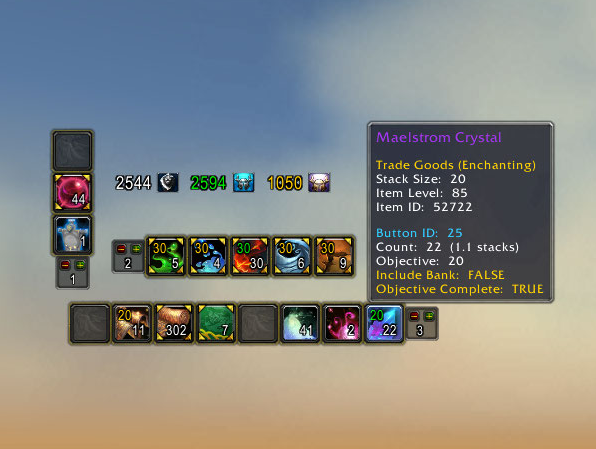 Maelstrom Crystal
Trade Goods (Enchanting)
Stack Size: 20
Item Level: 85
Item ID: 52722
Button ID: 25
Count: 22 (1.1 stacks)
Objective: 20
Include Bank: FALSE
Objective Complete: TRUE
44
1
1
2544 2594 1050
2
30 5
30 4
30 30
30 6
30 9
20 11
302
7
41
2
20 22
3